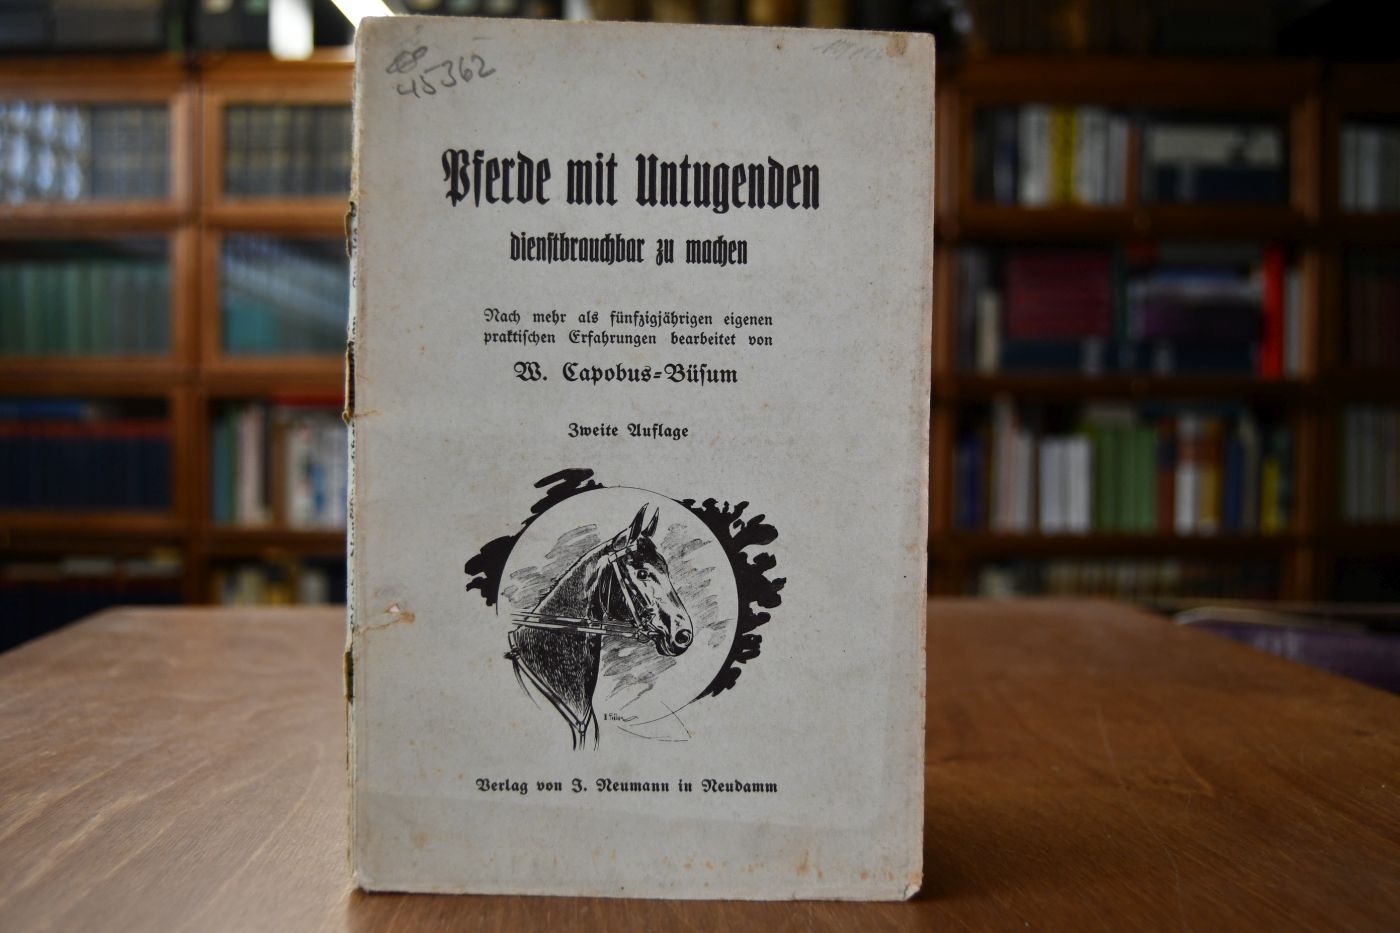 45362
Pferde mit Untugenden
dienſtbrauchbar zu machen
Nach mehr als fünfzigjährigen eigenen
praktiſchen Erfahrungen bearbeitet von
W. Capobus-Büſum
Zweite Auflage
Verlag von J. Neumann in Neudamm